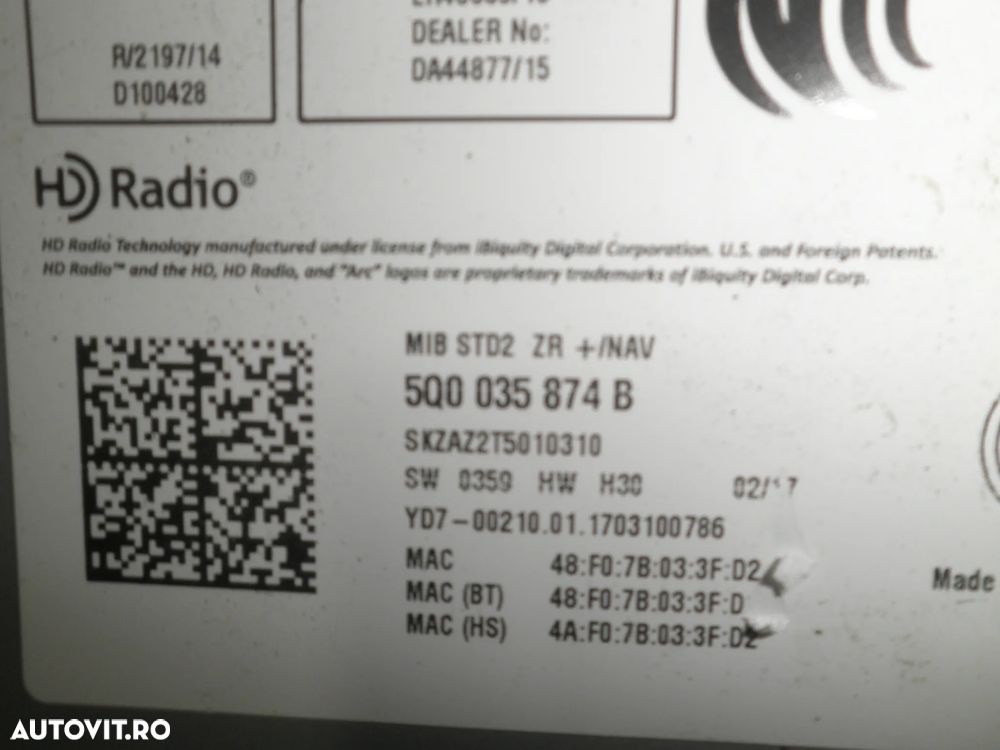 DEALER No:
R/2197/14
DA44877/15
D100428
HD Radio®
HD Radio Technology manufactured under license from iBiquity Digital Corporation. U.S. and Foreign Patents.
HD Radio™ and the HD, HD Radio, and "Arc" logos are proprietary trademarks of iBiquity Digital Corp.
MIB STD2 ZR +/NAV
5Q0 035 874 B
SKZAZ2T5010310
SW 0359 HW H30
YD7-00210.01.1703100786
MAC 48:F0:7B:03:3F:D2
MAC (BT) 48:F0:7B:03:3F:D
MAC (HS) 4A:F0:7B:03:3F:D2
Made
AUTOVIT.RO